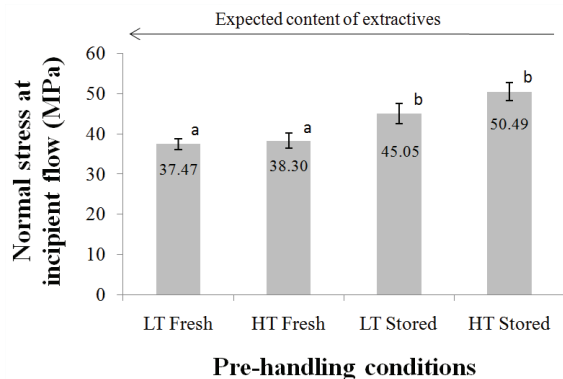 Expected content of extractives
Normal stress at
incipient flow (MPa)
60
50
40
30
20
10
0
a
37.47
a
38.30
b
45.05
b
50.49
LT Fresh
HT Fresh
LT Stored
HT Stored
Pre-handling conditions